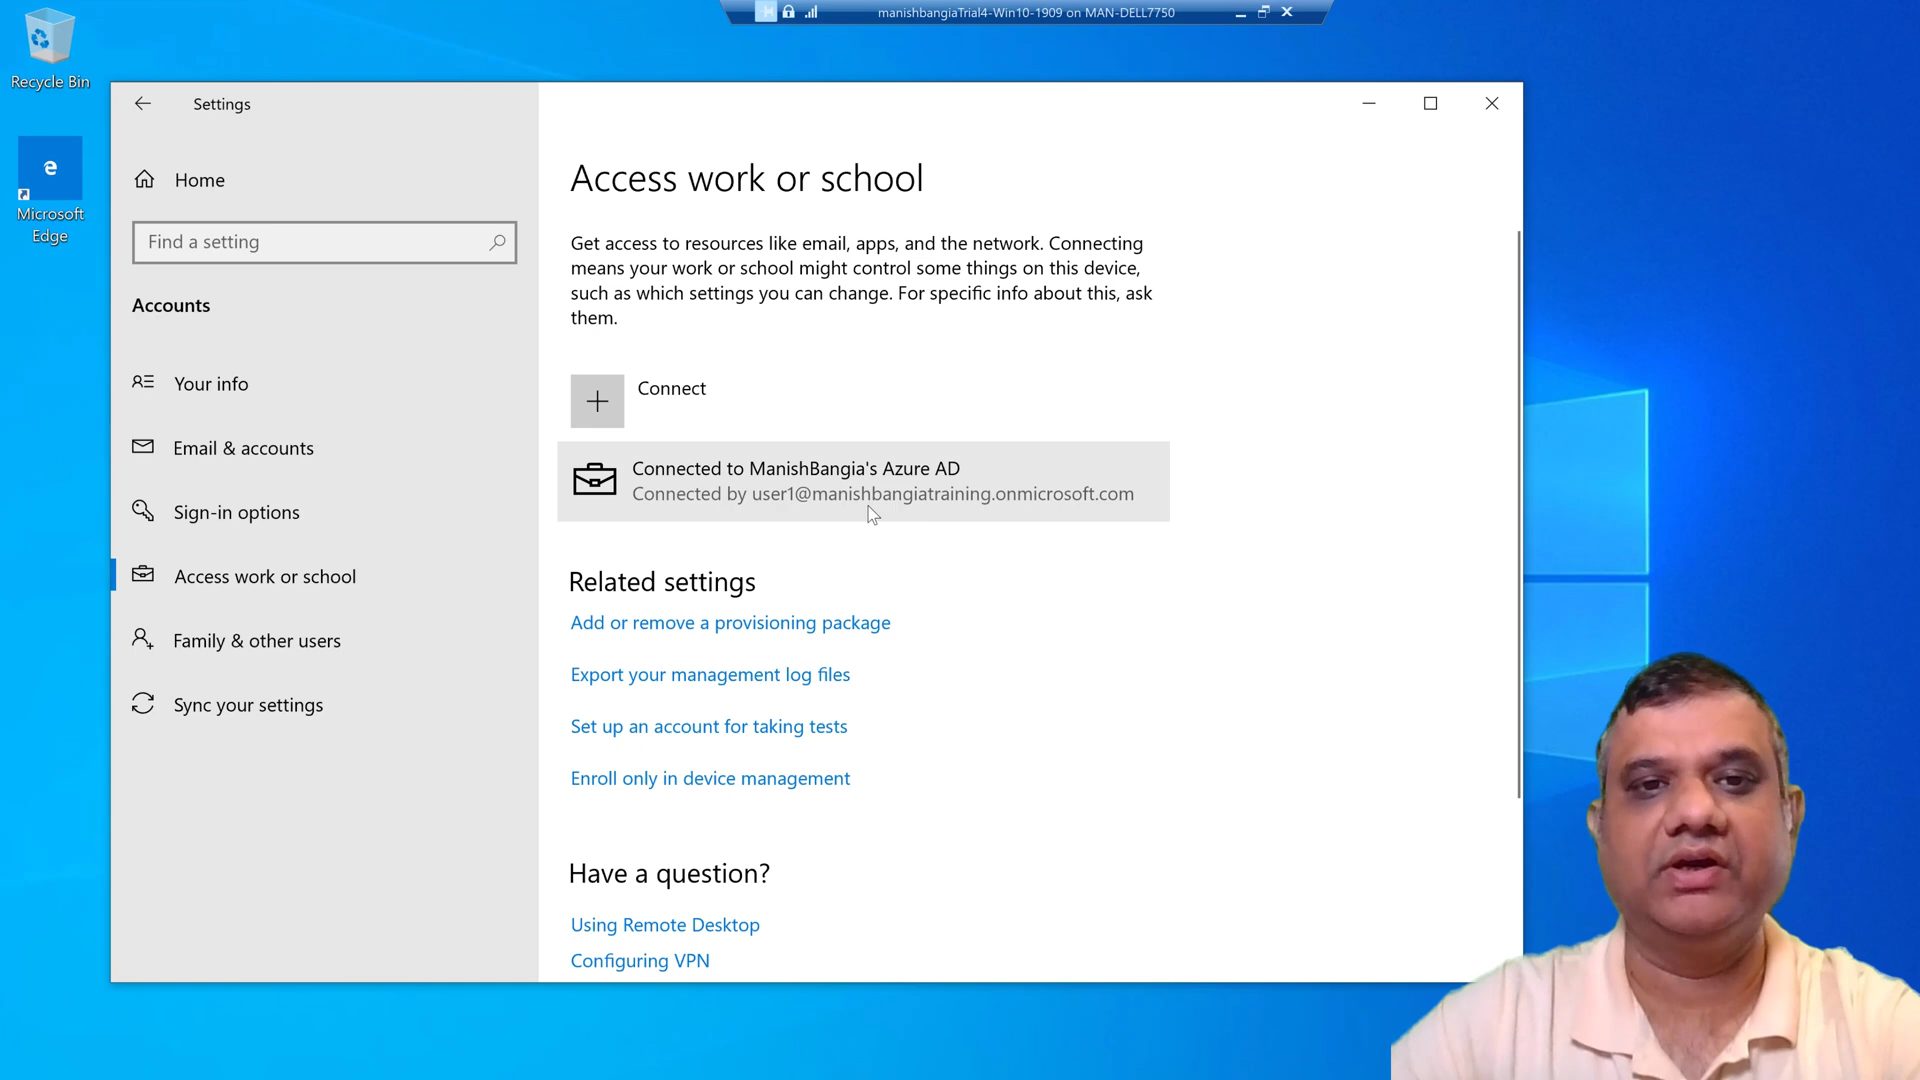 manishbangiaTrial4-Win10-1909 on MAN-DELL7750
Recycle Bin
Microsoft
Edge
Settings
Home
Find a setting
Accounts
Your info
Email & accounts
Sign-in options
Access work or school
Family & other users
Sync your settings
Access work or school
Get access to resources like email, apps, and the network. Connecting
means your work or school might control some things on this device,
such as which settings you can change. For specific info about this, ask
them.
Connect
Connected to ManishBangia's Azure AD
Connected by user1@manishbangiatraining.onmicrosoft.com
Related settings
Add or remove a provisioning package
Export your management log files
Set up an account for taking tests
Enroll only in device management
Have a question?
Using Remote Desktop
Configuring VPN